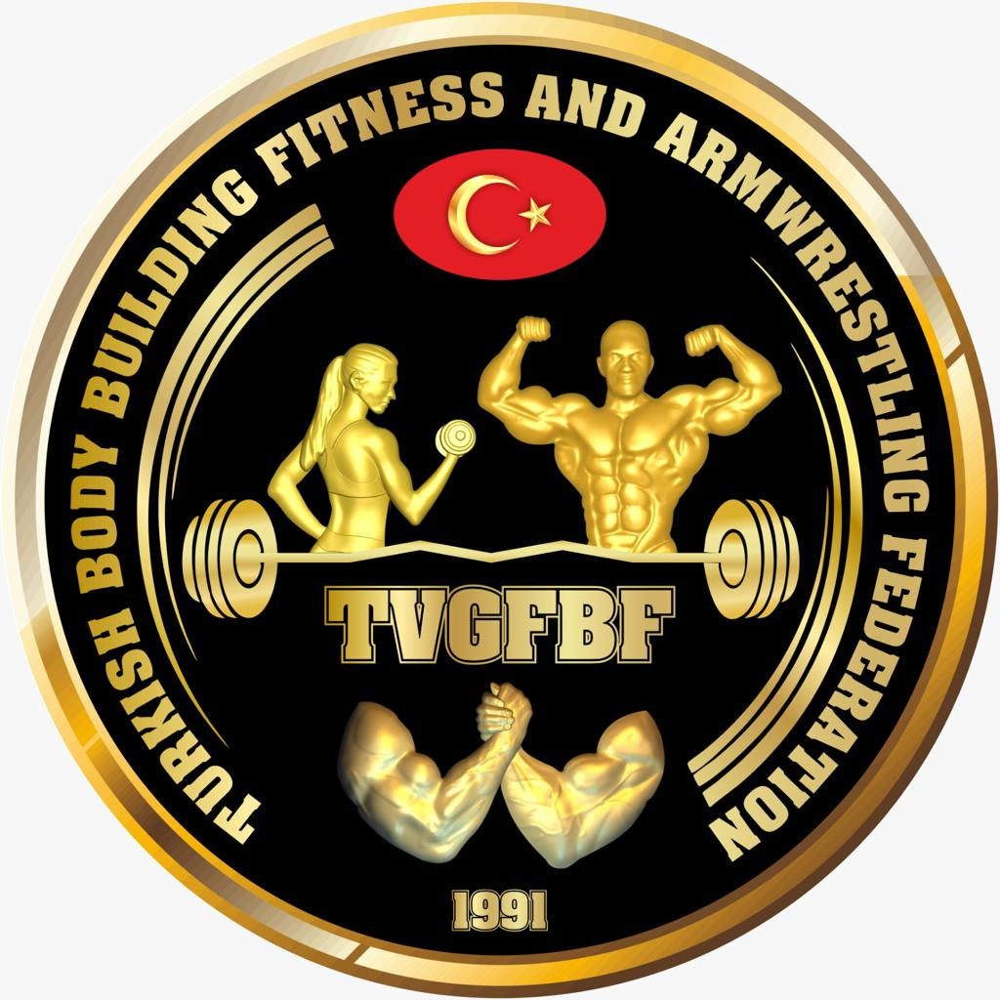 TURKISH BODY BUILDING FITNESS AND ARMWRESTLING FEDERATION
TVGFBF
1991